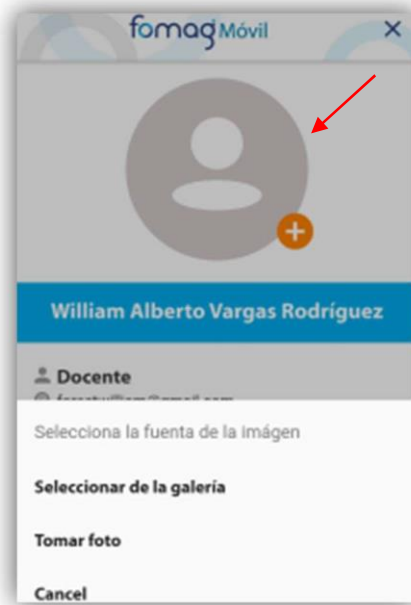 fomag Móvil
William Alberto Vargas Rodríguez
Docente
Selecciona la fuenta de la imágen
Seleccionar de la galería
Tomar foto
Cancel